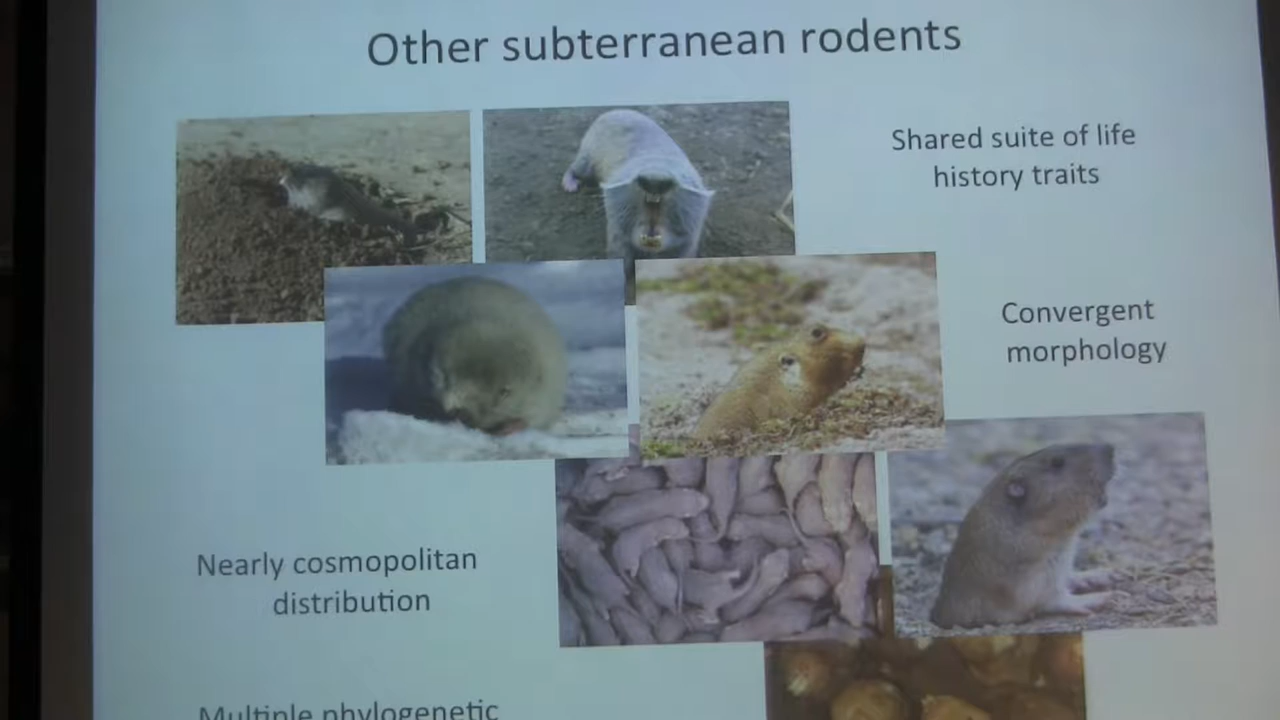 Other subterranean rodents
Shared suite of life
history traits
Convergent
morphology
Nearly cosmopolitan
distribution
Multiple phylogenetic